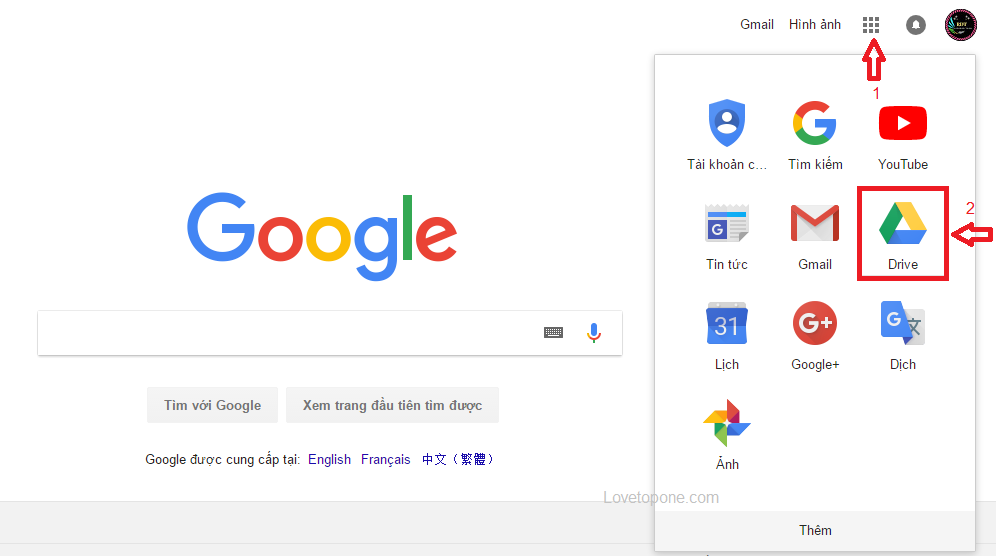 Gmail Hình ảnh
1
Tài khoản c... Tìm kiếm YouTube
Google
2
Tin tức Gmail Drive
31
Lịch Google+ Dịch
Tìm với Google Xem trang đầu tiên tìm được
Google được cung cấp tại: English Français 中文（繁體）
Ảnh
Lovetopone.com
Thêm